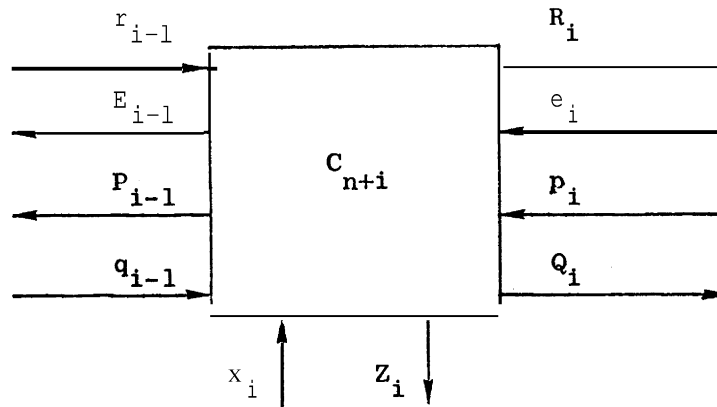 r_{i-1} R_i
E_{i-1} e_i
C_{n+i}
P_{i-1} p_i
q_{i-1} Q_i
x_i Z_i